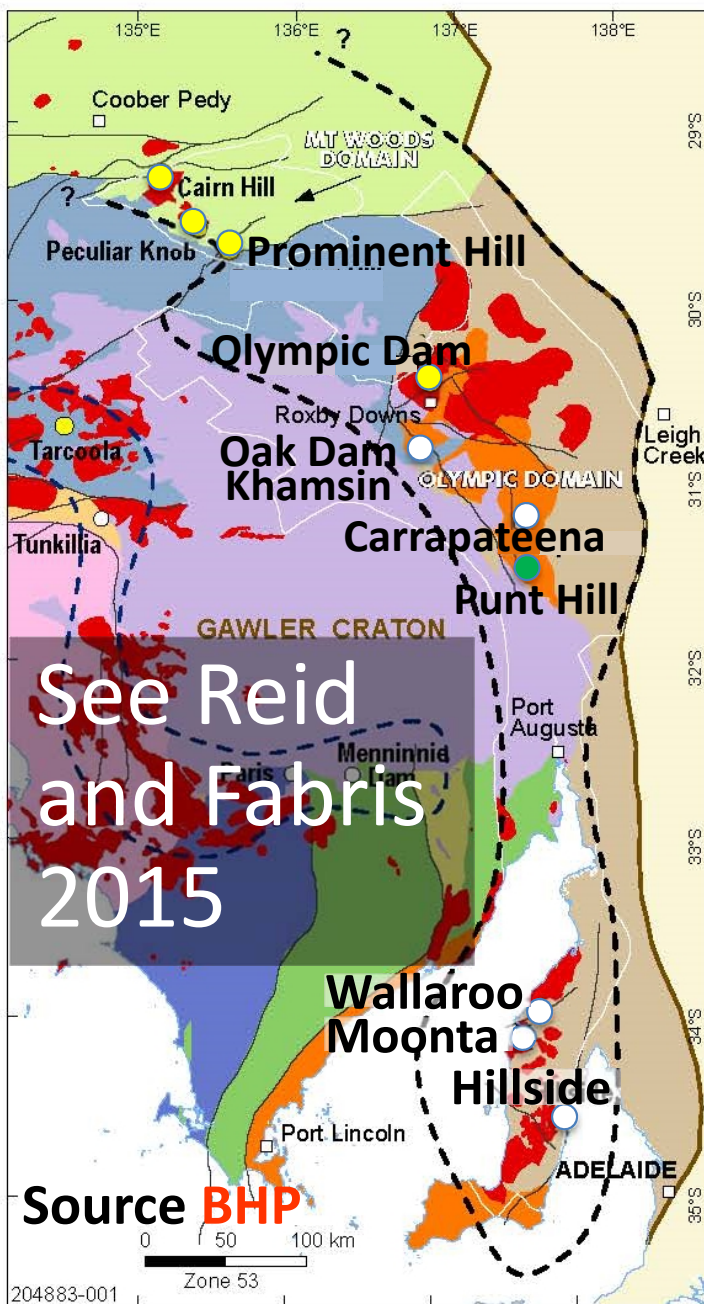 135°E 136°E 137°E 138°E
?
Coober Pedy
29°S
MT WOODS
DOMAIN
Cairn Hill
?
Peculiar Knob
Prominent Hill
30°S
Olympic Dam
Roxby Downs
Leigh
Creek
Tarcoola
Oak Dam
Khamsin
OLYMPIC DOMAIN
31°S
Tunkillia
Carrapateena
Punt Hill
GAWLER CRATON
32°S
See Reid
and Fabris
2015
Port
Augusta
Paris
Menninnie
Dam
33°S
Wallaroo
Moonta
34°S
Hillside
Port Lincoln
ADELAIDE
35°S
Source BHP
0 50 100 km
Zone 53
204883-001